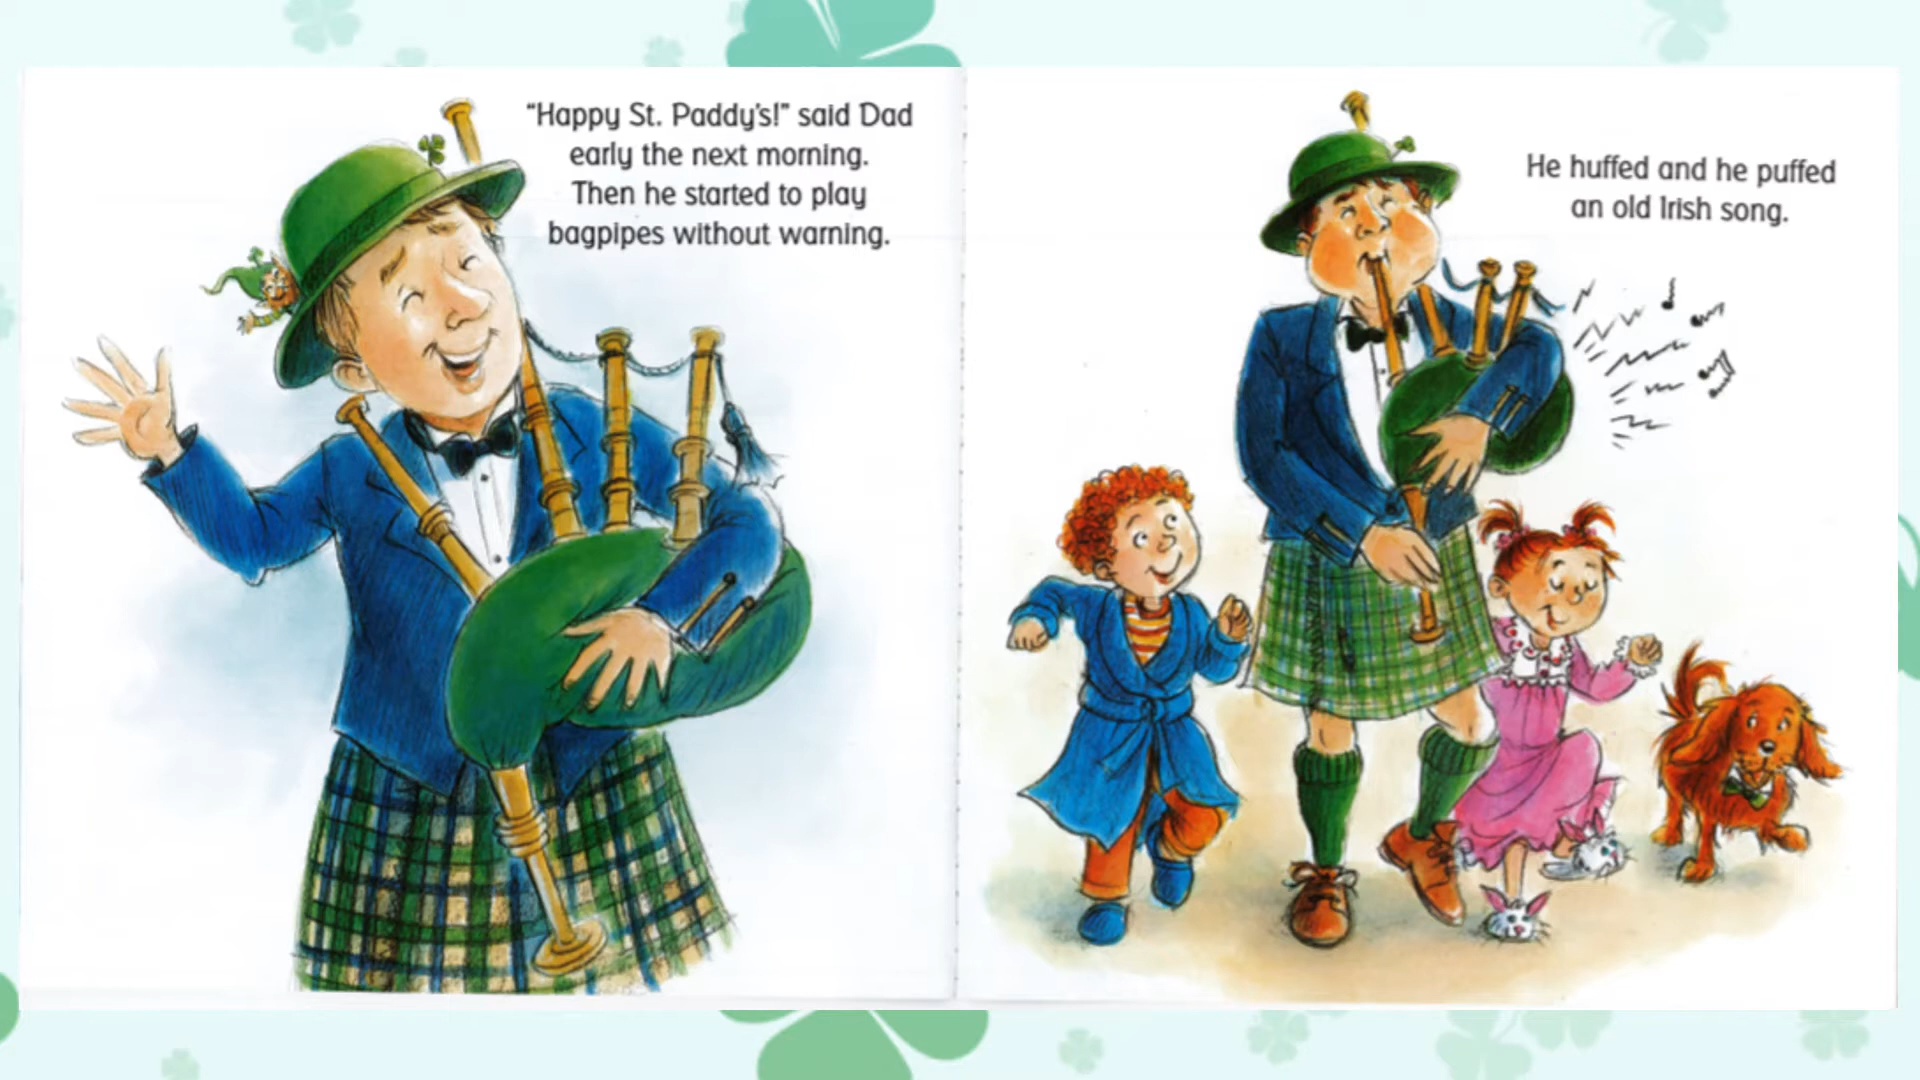 "Happy St. Paddy's!" said Dad
early the next morning.
Then he started to play
bagpipes without warning.
He huffed and he puffed
an old Irish song.